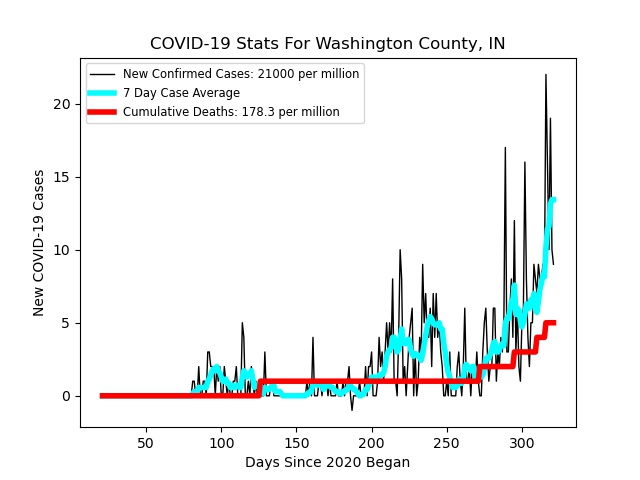 COVID-19 Stats For Washington County, IN
New Confirmed Cases: 21000 per million
7 Day Case Average
Cumulative Deaths: 178.3 per million
New COVID-19 Cases
20
15
10
5
0
50 100 150 200 250 300
Days Since 2020 Began